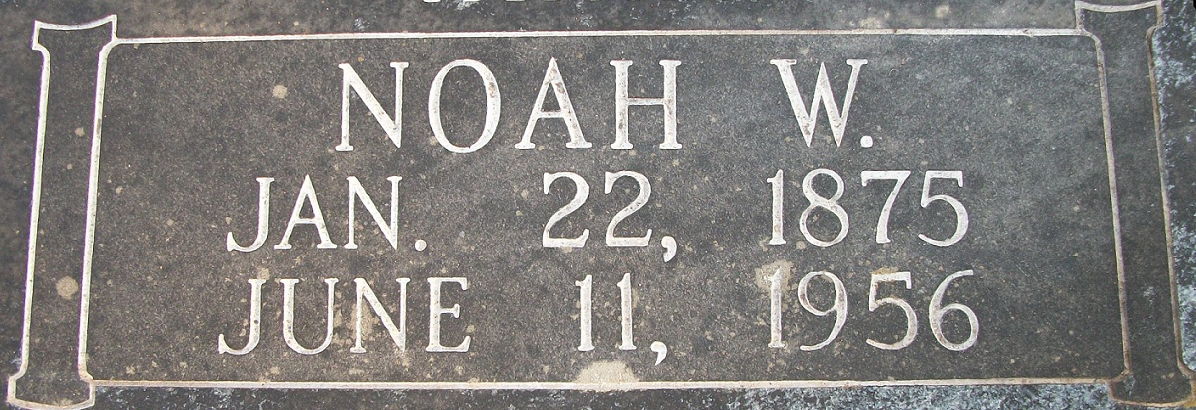 NOAH W.
JAN. 22, 1875
JUNE 11, 1956